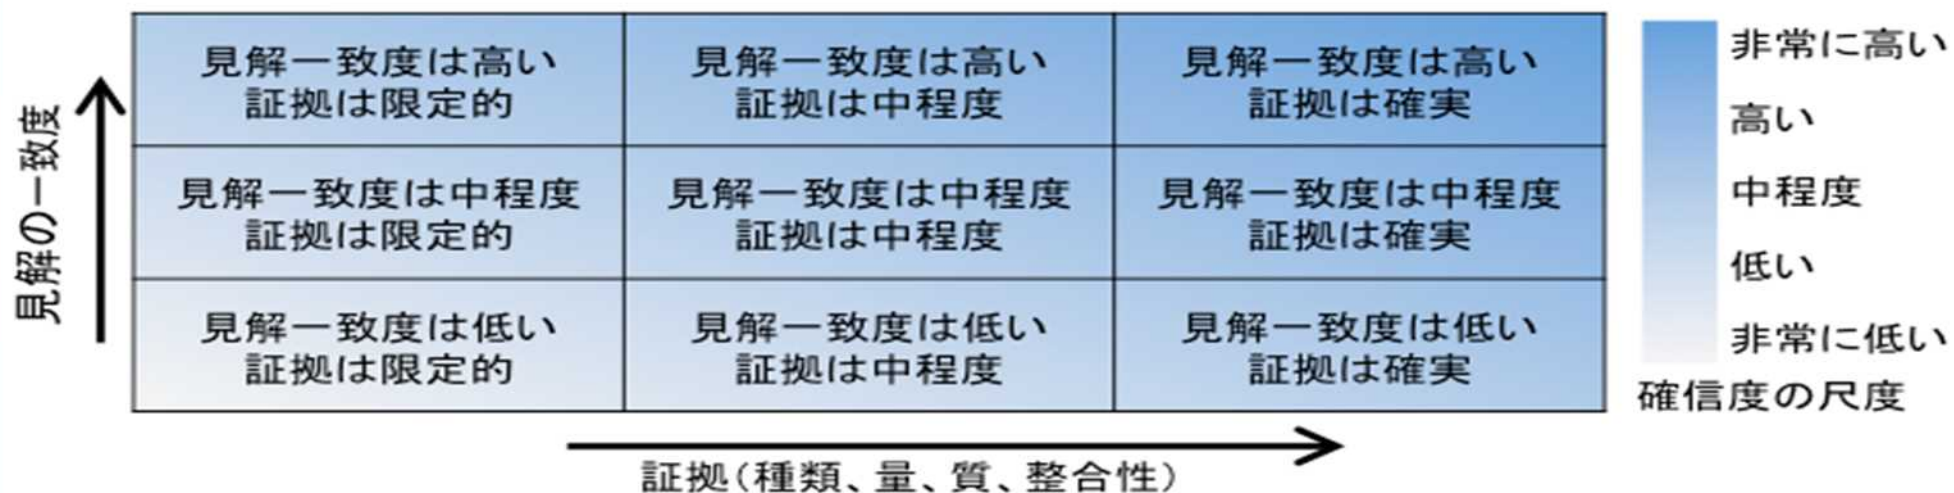 見解の一致度
見解一致度は高い
証拠は限定的
見解一致度は高い
証拠は中程度
見解一致度は高い
証拠は確実
見解一致度は中程度
証拠は限定的
見解一致度は中程度
証拠は中程度
見解一致度は中程度
証拠は確実
見解一致度は低い
証拠は限定的
見解一致度は低い
証拠は中程度
見解一致度は低い
証拠は確実
証拠(種類、量、質、整合性)
非常に高い
高い
中程度
低い
非常に低い
確信度の尺度